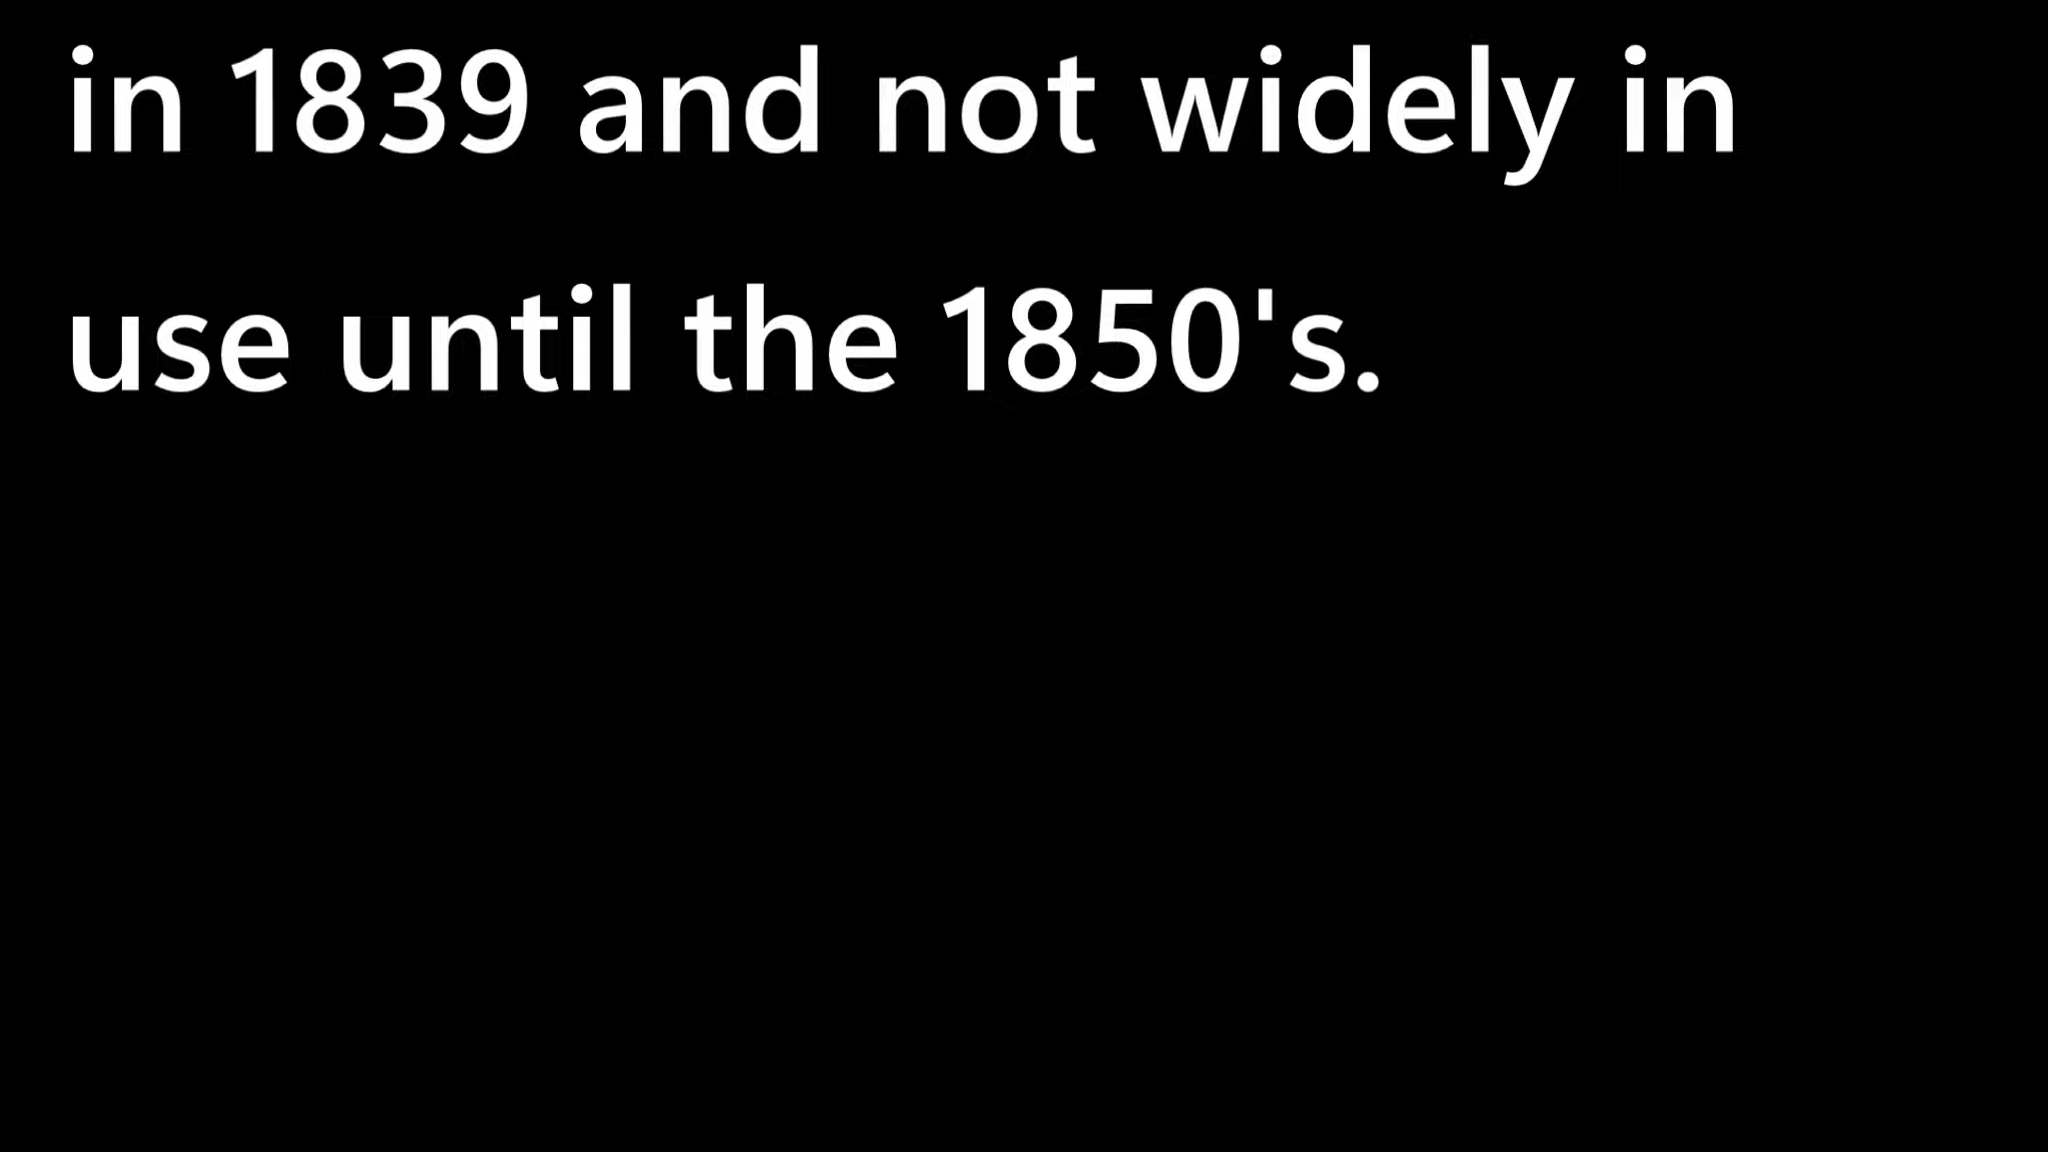 in 1839 and not widely in
use until the 1850's.